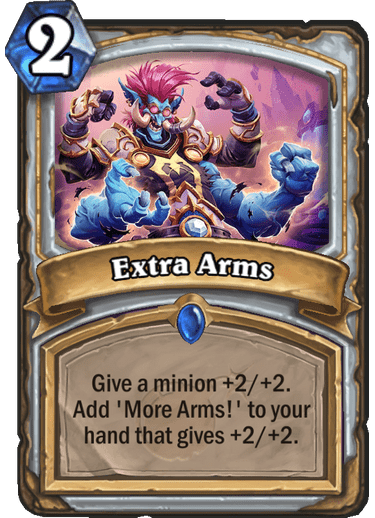 2
Extra Arms
Give a minion +2/+2.
Add 'More Arms!' to your
hand that gives +2/+2.